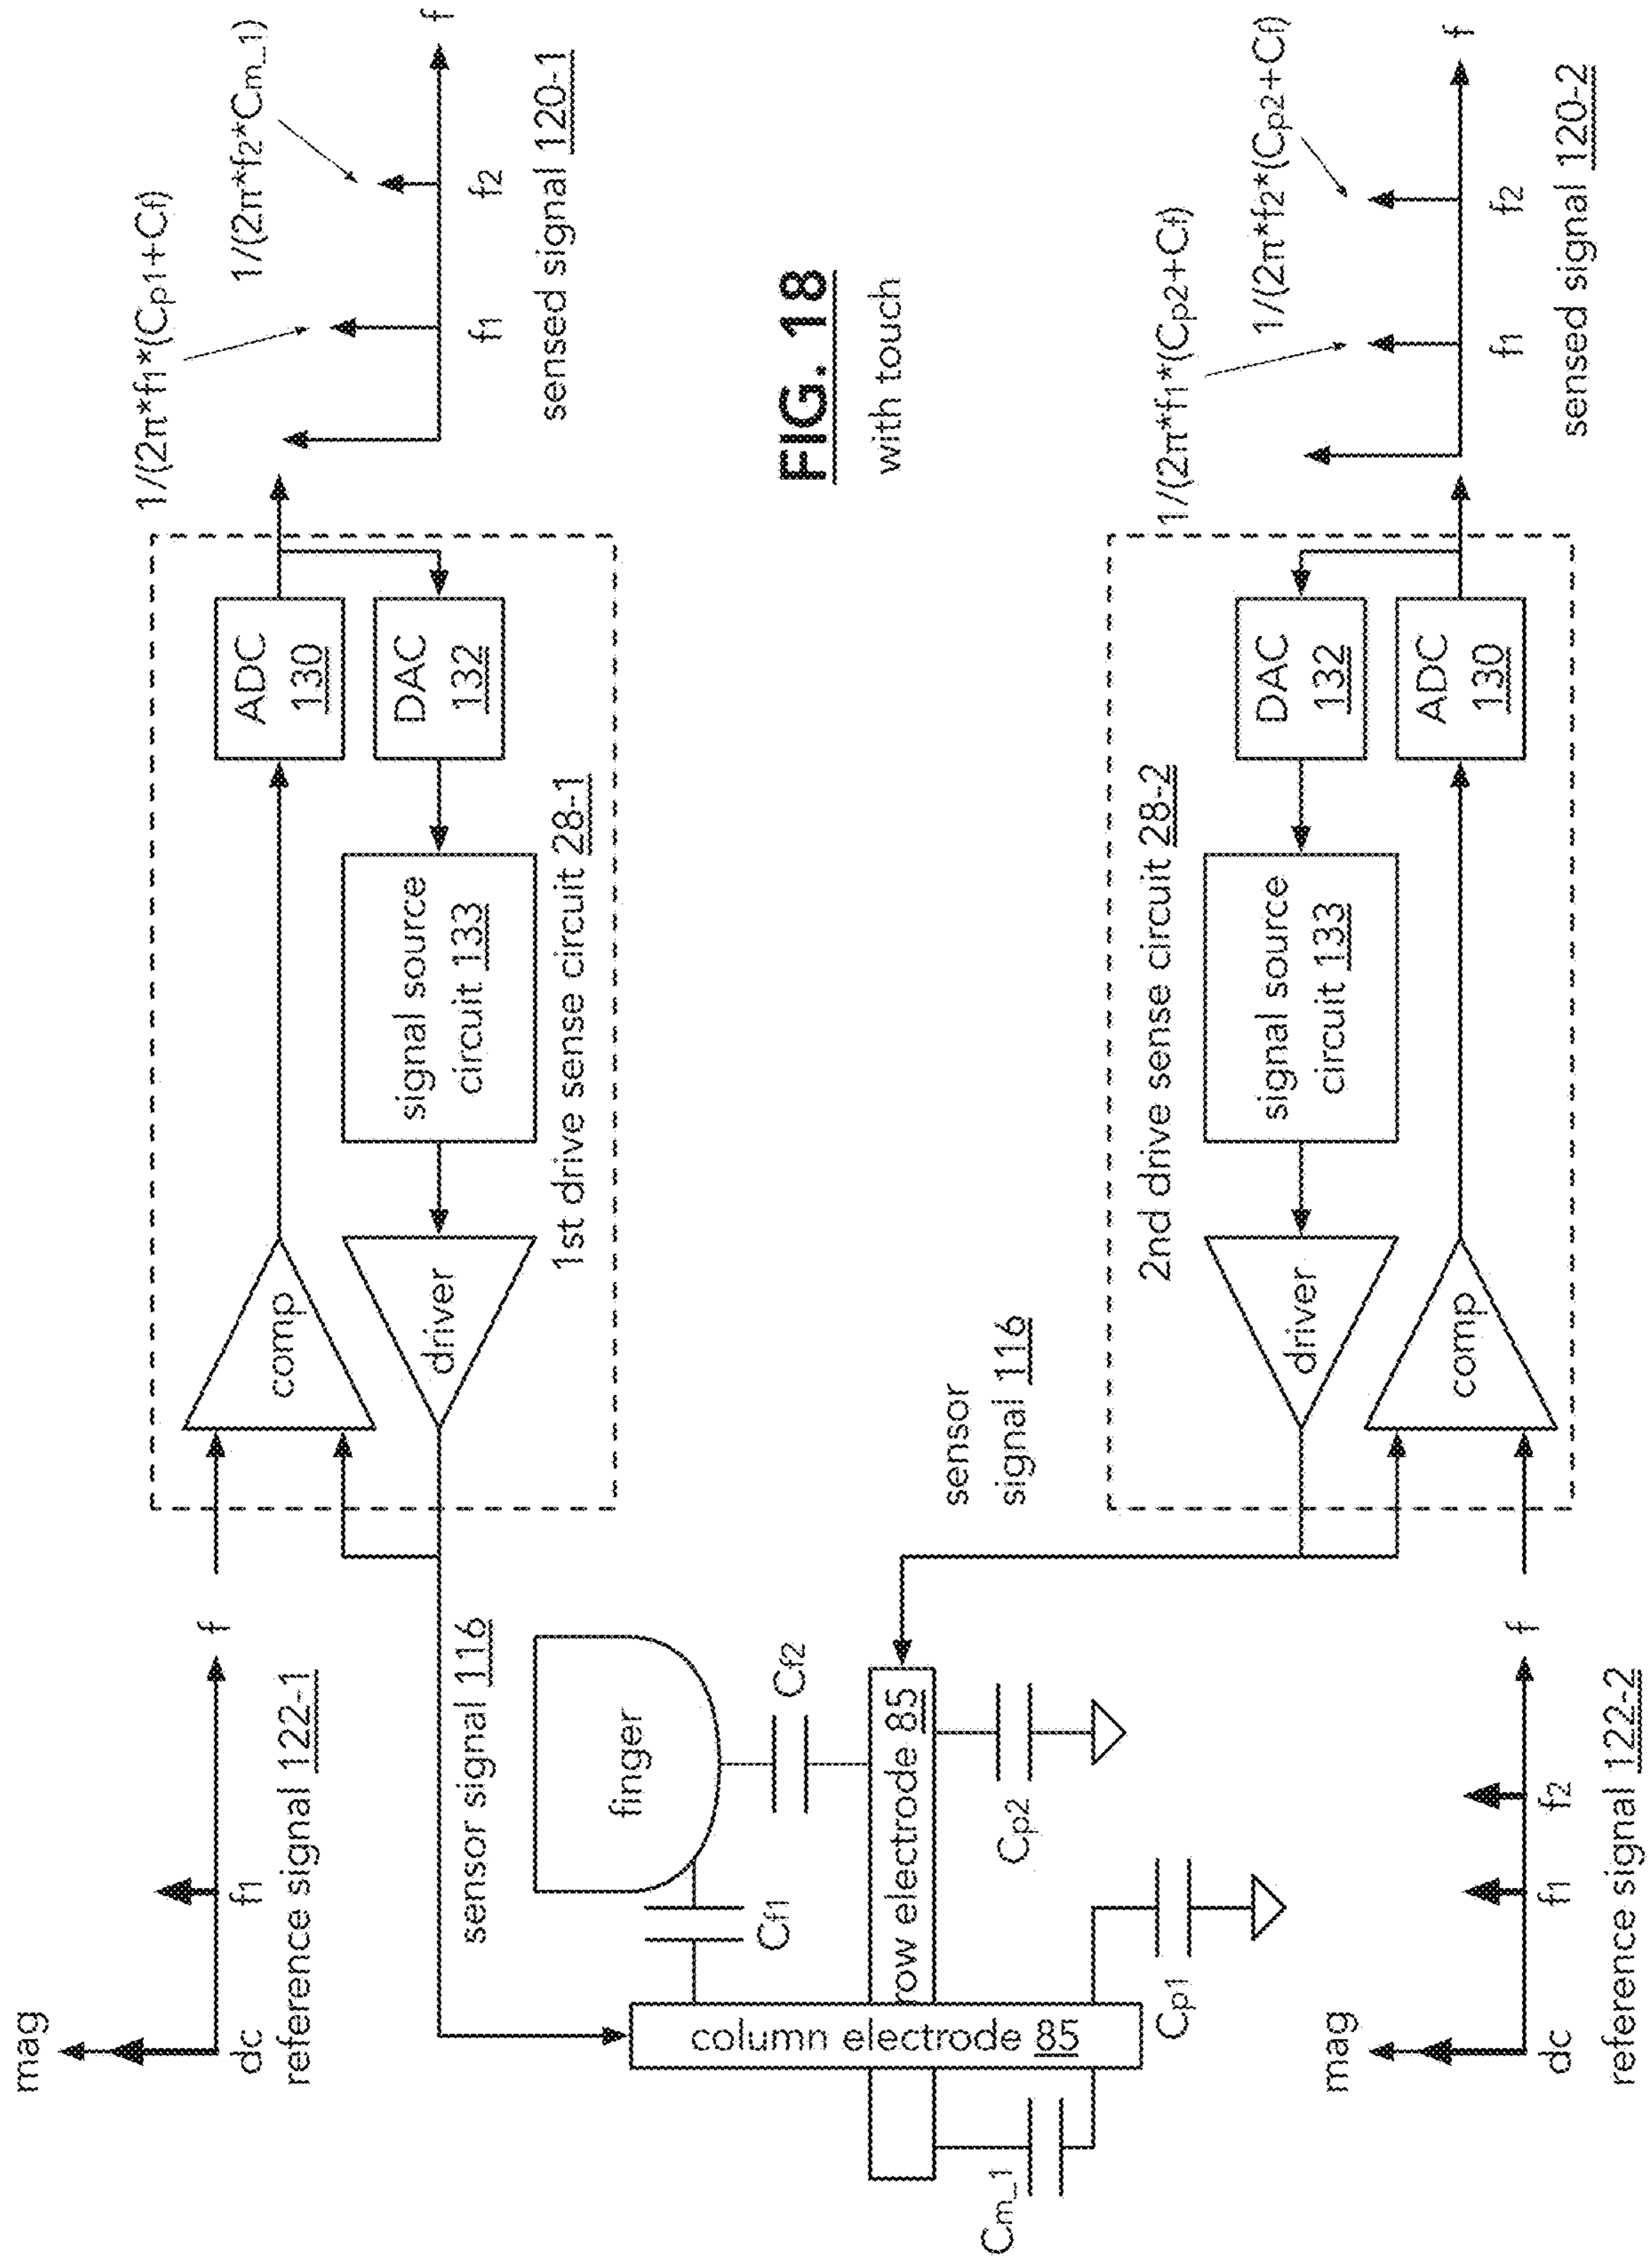 mag
dc
f1
f
reference signal 122-1
sensor signal 116
comp
driver
ADC
130
DAC
132
signal source
circuit 133
1st drive sense circuit 28-1
1/(2π*f1*(Cp1+Cf)
1/(2π*f2*Cm_1)
f1
f2
f
sensed signal 120-1
finger
Cf1
Cf2
column electrode 85
row electrode 85
Cm_1
Cp1
Cp2
sensor
signal 116
FIG. 18
with touch
2nd drive sense circuit 28-2
driver
signal source
circuit 133
DAC
132
comp
ADC
130
mag
dc
f1
f2
f
reference signal 122-2
1/(2π*f1*(Cp2+Cf)
1/(2π*f2*(Cp2+Cf)
f1
f2
f
sensed signal 120-2